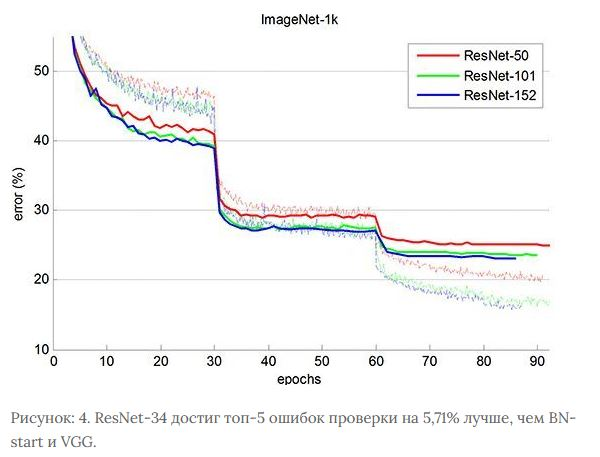 ImageNet-1k
ResNet-50
ResNet-101
ResNet-152
50
40
30
20
10
error (%)
0 10 20 30 40 50 60 70 80 90
epochs
Рисунок: 4. ResNet-34 достиг топ-5 ошибок проверки на 5,71% лучше, чем BN-
start и VGG.